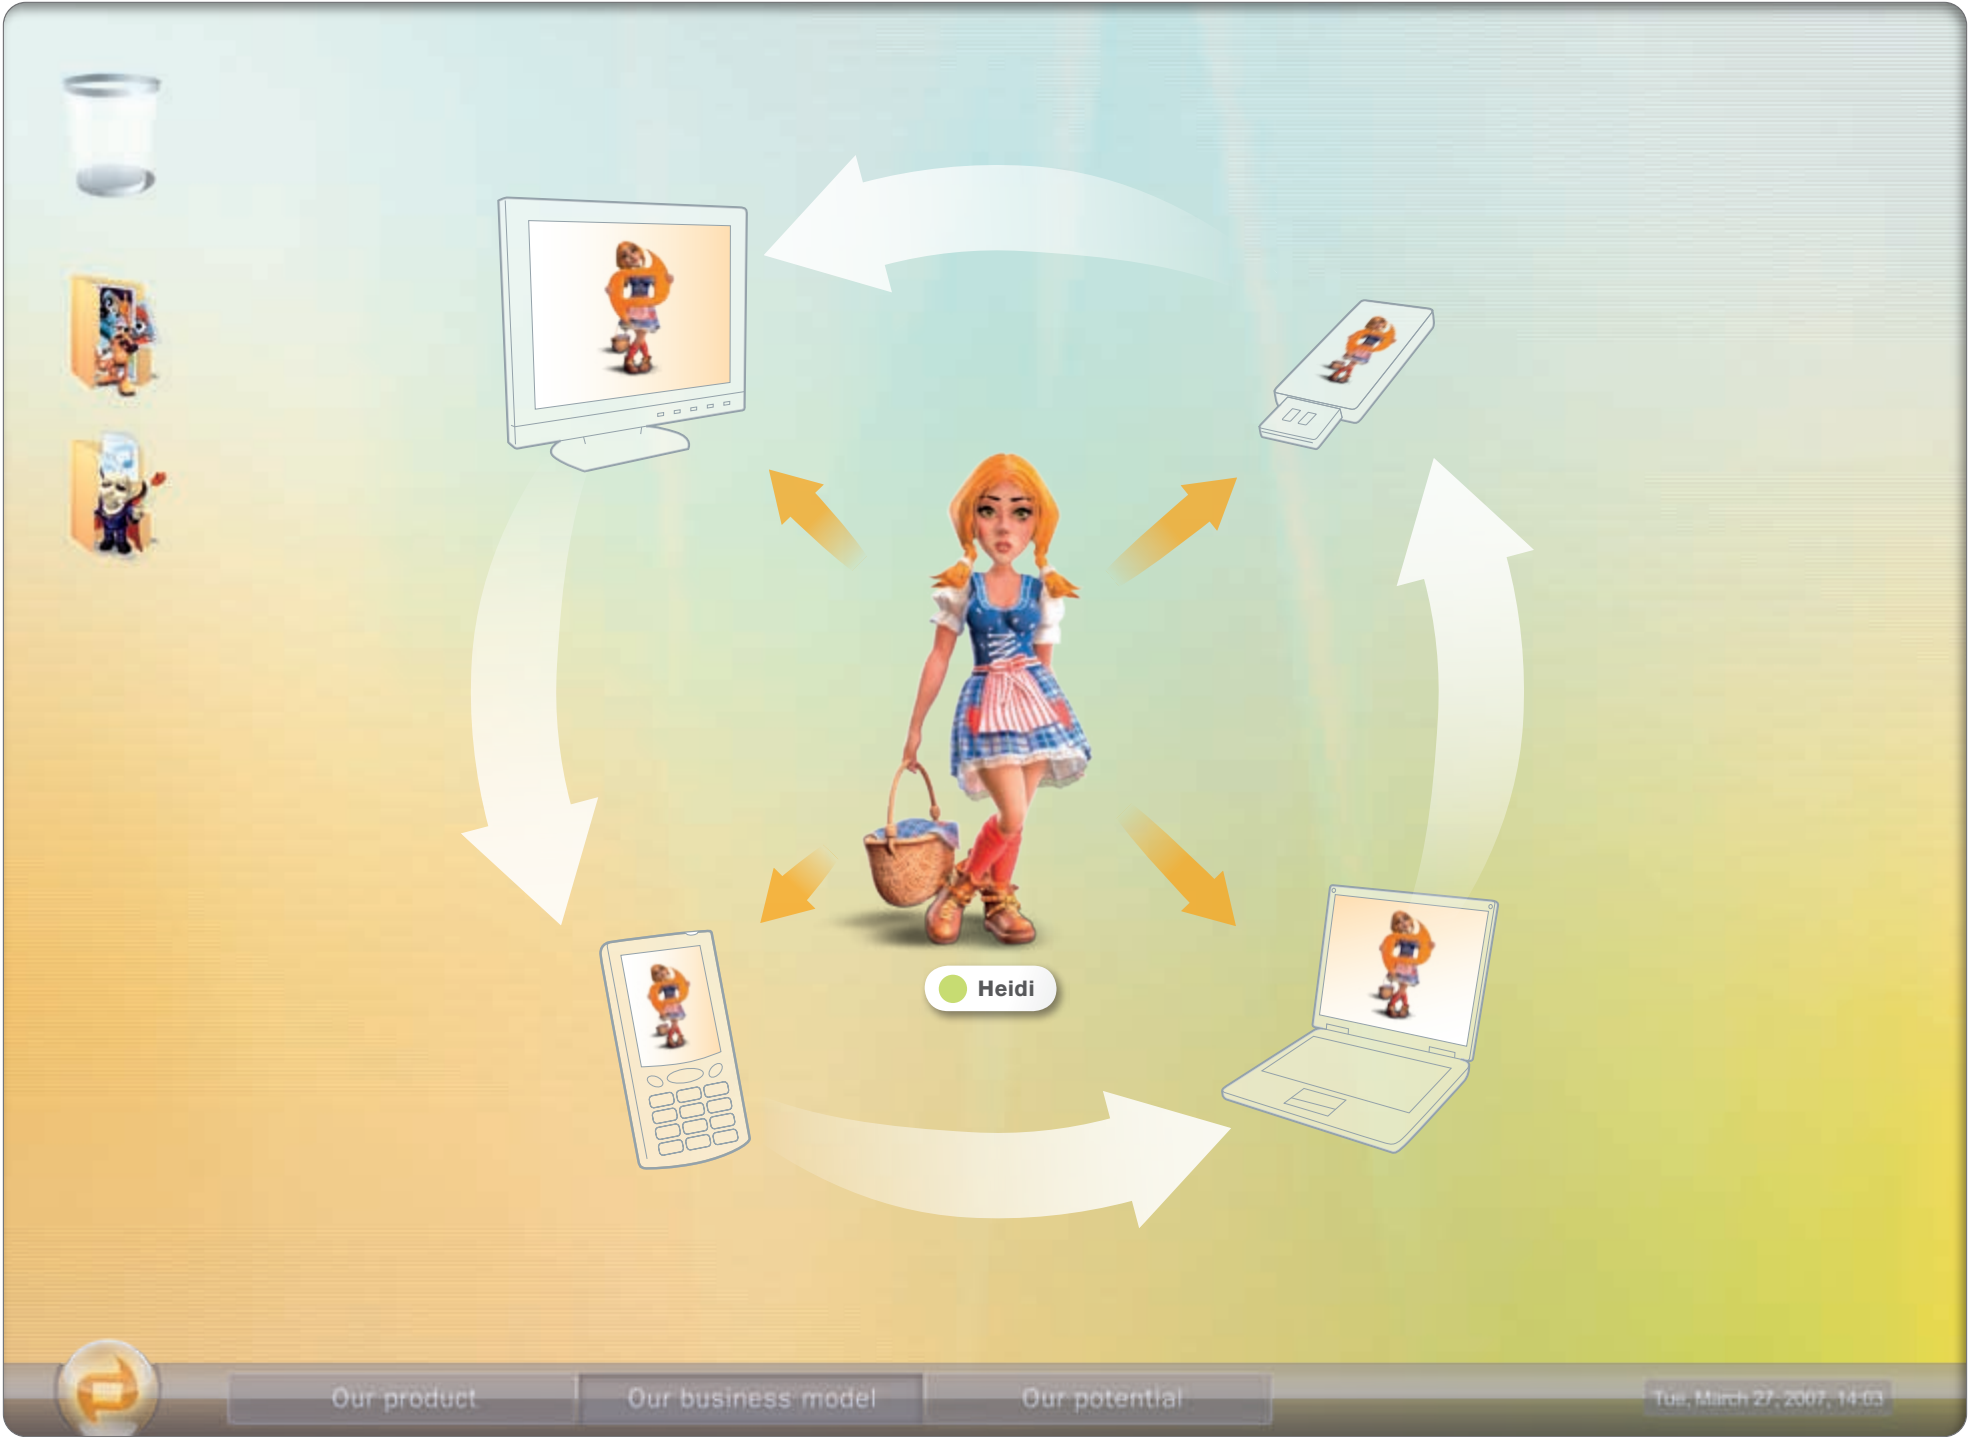 Heidi
Our product
Our business model
Our potential
Tue, March 27, 2007, 14:03